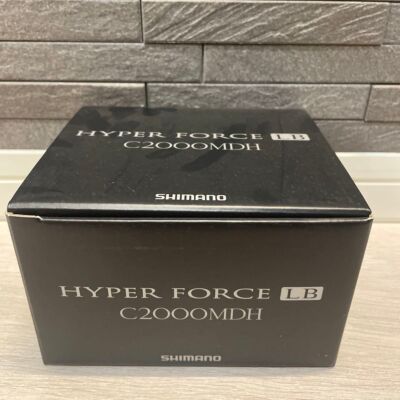 HYPER FORCE LB
C2000MDH
SHIMANO
HYPER FORCE LB
C2000MDH
SHIMANO